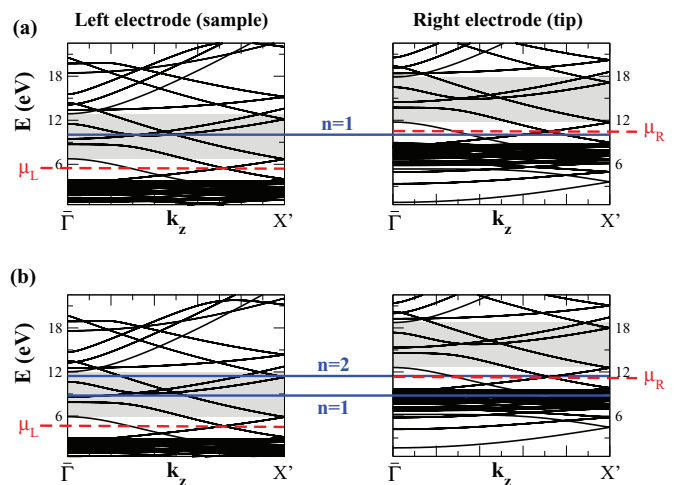 Left electrode (sample)
Right electrode (tip)
(a)
E (eV)
18
12
6
μL
n=1
18
12
6
μR
Γ̄
kz
X'
Γ̄
kz
X'
(b)
E (eV)
18
12
6
μL
n=2
n=1
18
12
6
μR
Γ̄
kz
X'
Γ̄
kz
X'